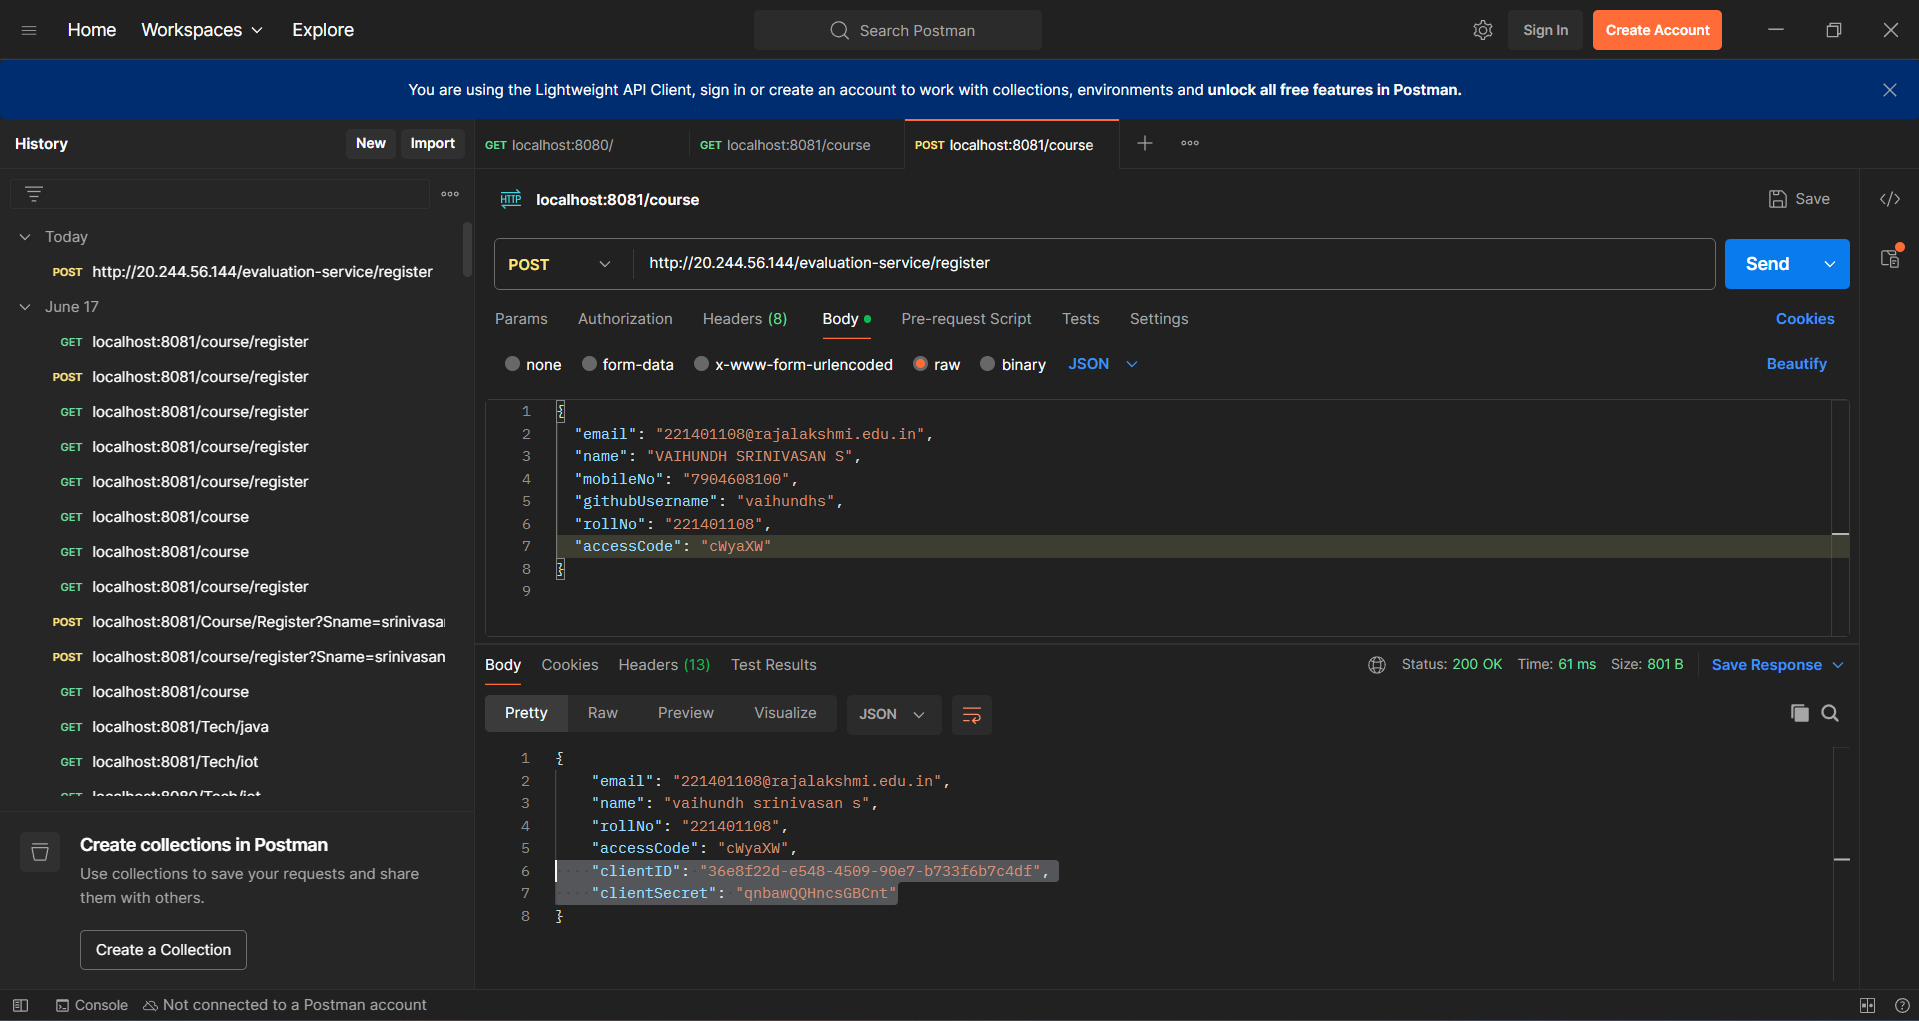 Home Workspaces Explore Search Postman Sign In Create Account
You are using the Lightweight API Client, sign in or create an account to work with collections, environments and unlock all free features in Postman.
History New Import
GET localhost:8080/ GET localhost:8081/course POST localhost:8081/course
HTTP localhost:8081/course Save
Today
POST http://20.244.56.144/evaluation-service/register
June 17
GET localhost:8081/course/register
POST localhost:8081/course/register
GET localhost:8081/course/register
GET localhost:8081/course/register
GET localhost:8081/course/register
GET localhost:8081/course
GET localhost:8081/course
GET localhost:8081/course/register
POST localhost:8081/Course/Register?Sname=srinivasa
POST localhost:8081/course/register?Sname=srinivasan
GET localhost:8081/course
GET localhost:8081/Tech/java
GET localhost:8081/Tech/iot
GET localhost:8080/Tech/iot
Create collections in Postman
Use collections to save your requests and share
them with others.
Create a Collection
POST http://20.244.56.144/evaluation-service/register Send
Params Authorization Headers (8) Body Pre-request Script Tests Settings Cookies
none form-data x-www-form-urlencoded raw binary JSON Beautify
1 {
2 "email": "221401108@rajalakshmi.edu.in",
3 "name": "VAIHUNDH SRINIVASAN S",
4 "mobileNo": "7904608100",
5 "githubUsername": "vaihundhs",
6 "rollNo": "221401108",
7 "accessCode": "cWyaXW"
8 }
9
Body Cookies Headers (13) Test Results Status: 200 OK Time: 61 ms Size: 801 B Save Response
Pretty Raw Preview Visualize JSON
1 {
2 "email": "221401108@rajalakshmi.edu.in",
3 "name": "vaihundh srinivasan s",
4 "rollNo": "221401108",
5 "accessCode": "cWyaXW",
6 "clientID": "36e8f22d-e548-4509-90e7-b733f6b7c4df",
7 "clientSecret": "qnbawQQHncsGBCnt"
8 }
Console Not connected to a Postman account